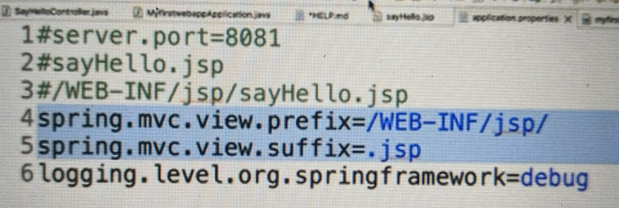 SayHelloController.java MyfirstwebappApplication.java *HELP.md sayHello.jsp application.properties myfirs
1#server.port=8081
2#sayHello.jsp
3#/WEB-INF/jsp/sayHello.jsp
4spring.mvc.view.prefix=/WEB-INF/jsp/
5spring.mvc.view.suffix=.jsp
6logging.level.org.springframework=debug